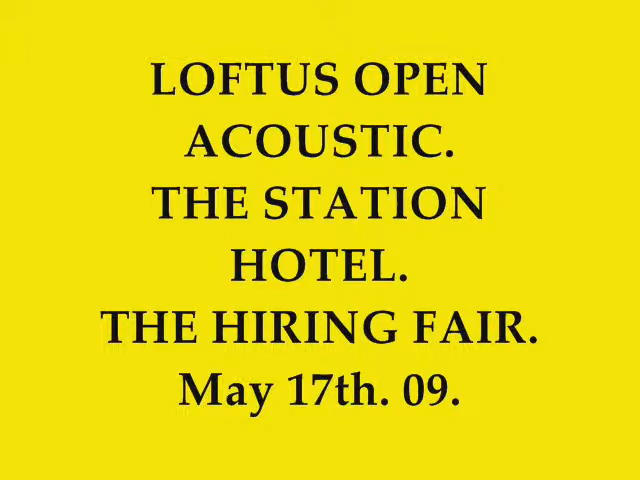 LOFTUS OPEN
ACOUSTIC.
THE STATION
HOTEL.
THE HIRING FAIR.
May 17th. 09.